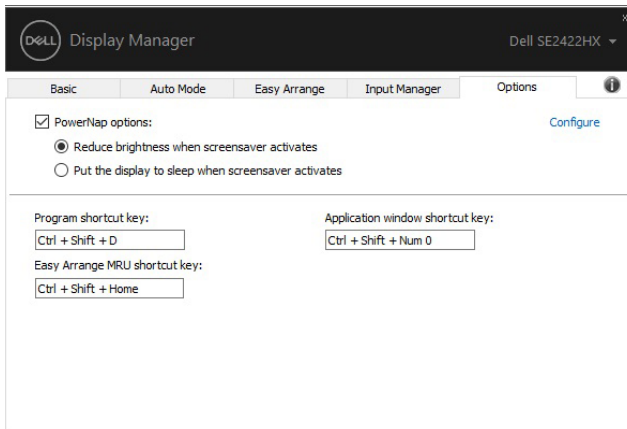 DELL Display Manager
Dell SE2422HX
Basic Auto Mode Easy Arrange Input Manager Options
PowerNap options:
Configure
Reduce brightness when screensaver activates
Put the display to sleep when screensaver activates
Program shortcut key:
Application window shortcut key:
Ctrl + Shift + D
Ctrl + Shift + Num 0
Easy Arrange MRU shortcut key:
Ctrl + Shift + Home